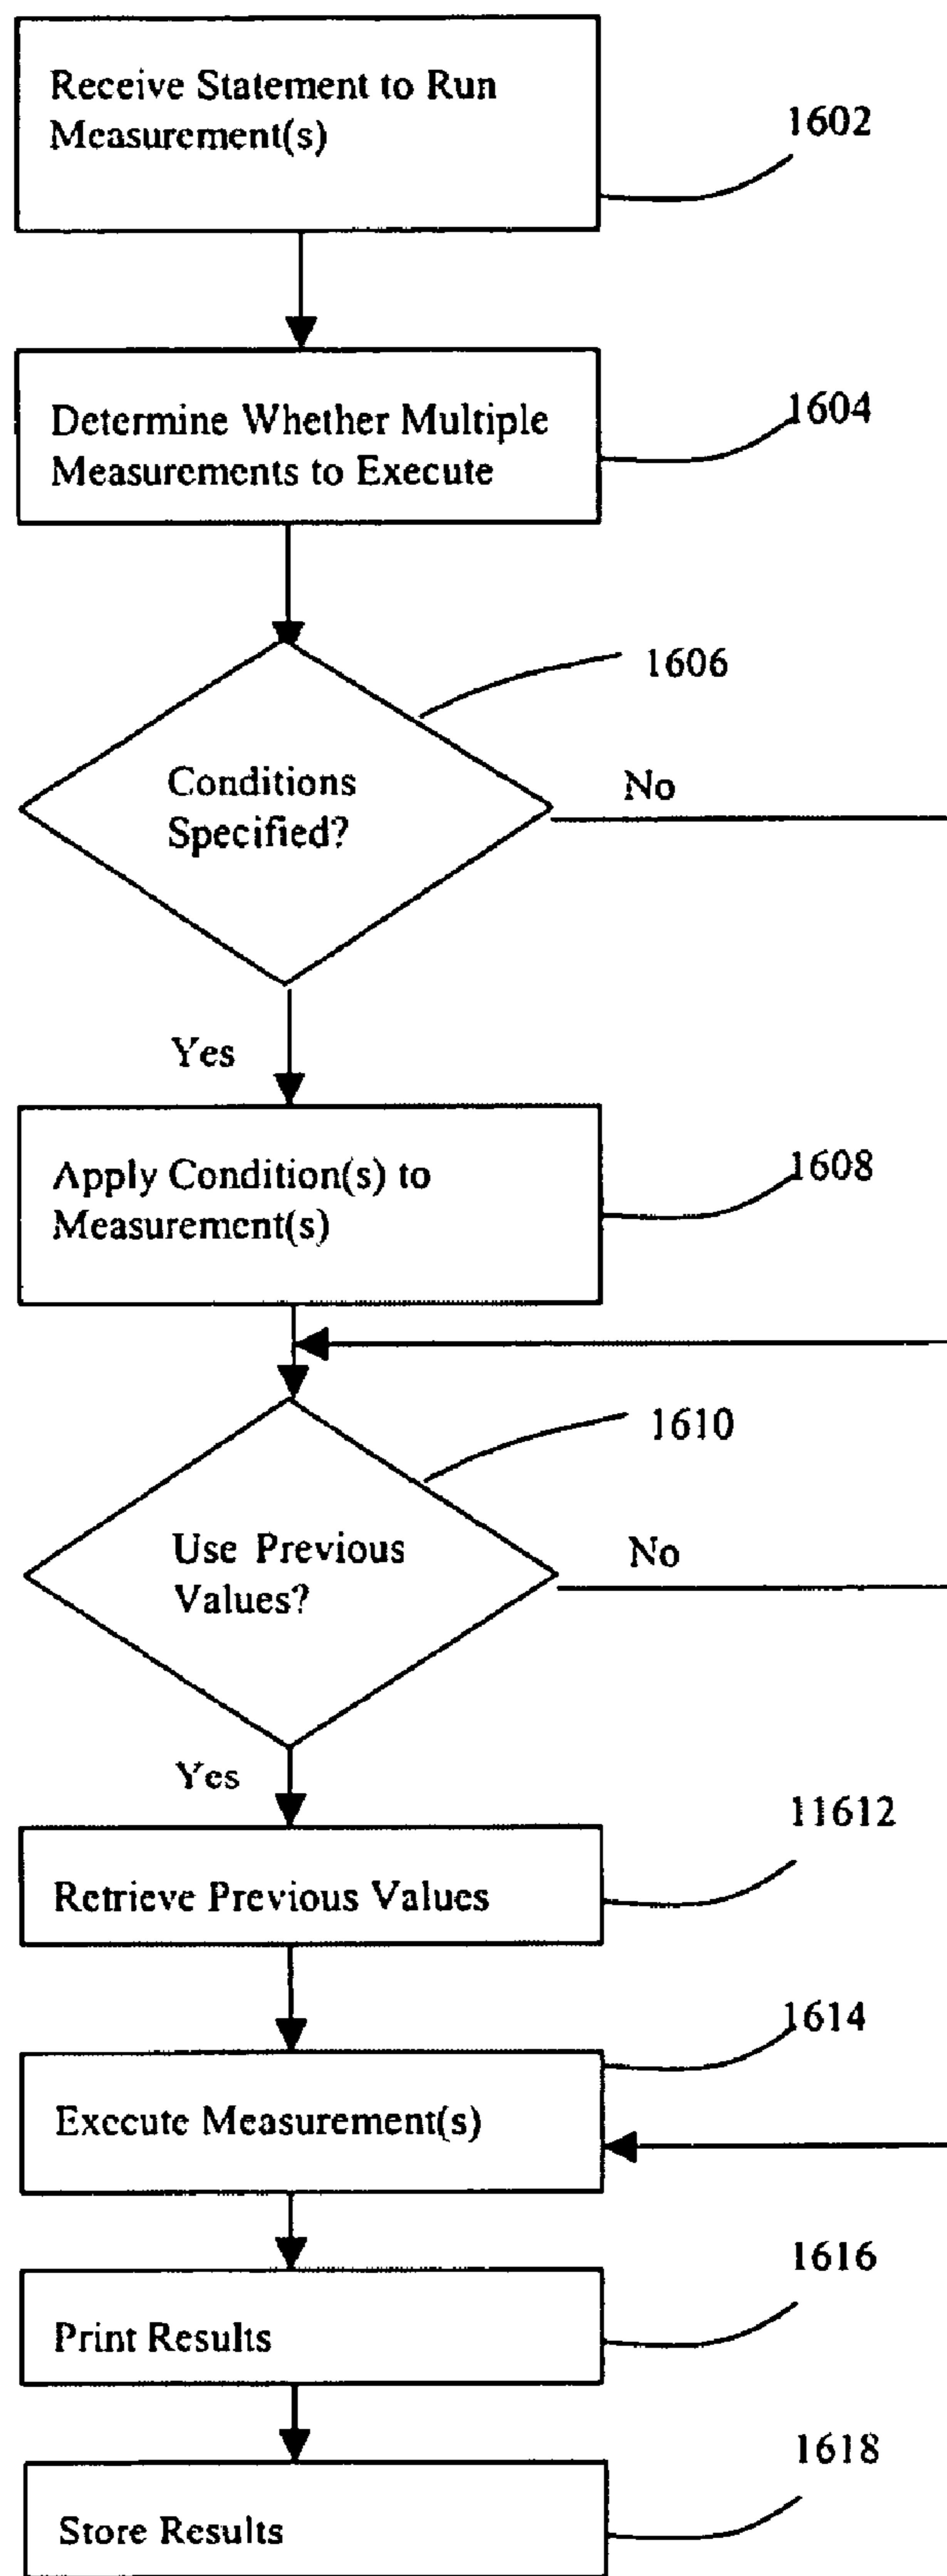 Receive Statement to Run
Measurement(s)
1602
Determine Whether Multiple
Measurements to Execute
1604
1606
Conditions
Specified?
No
Yes
Apply Condition(s) to
Measurement(s)
1608
1610
Use Previous
Values?
No
Yes
11612
Retrieve Previous Values
1614
Execute Measurement(s)
1616
Print Results
1618
Store Results